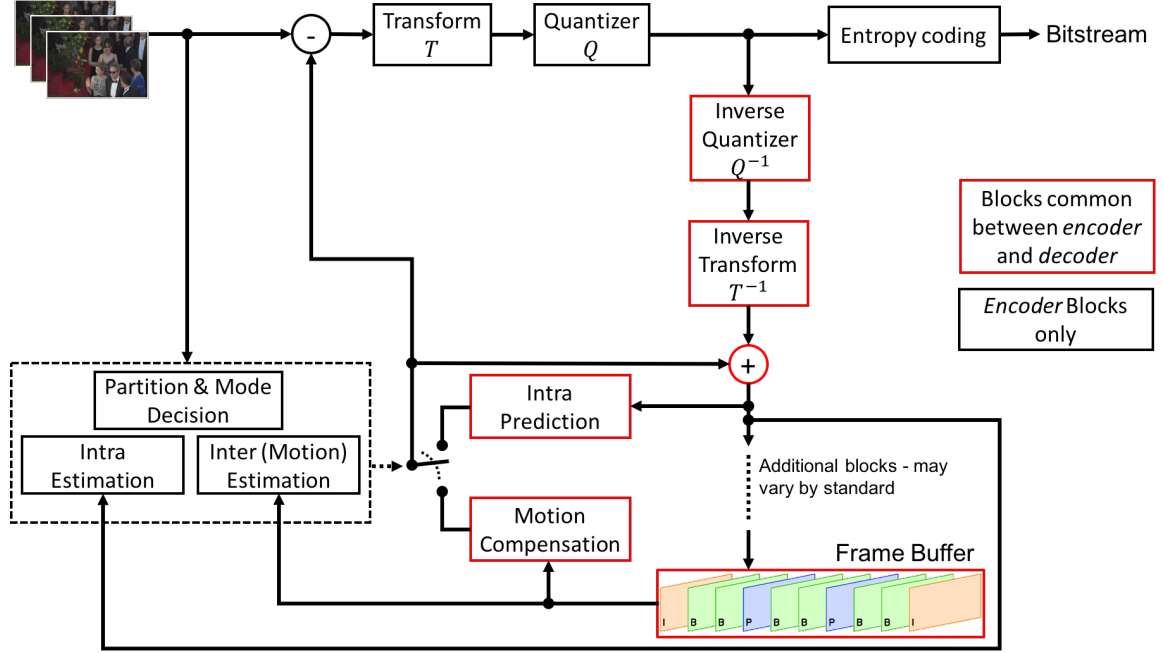 -
Transform
T
Quantizer
Q
Entropy coding
Bitstream
Inverse
Quantizer
Q⁻¹
Inverse
Transform
T⁻¹
+
Blocks common
between encoder
and decoder
Encoder Blocks
only
Partition & Mode
Decision
Intra
Estimation
Inter (Motion)
Estimation
Intra
Prediction
Motion
Compensation
Additional blocks - may
vary by standard
Frame Buffer
I B B P B B P B B I